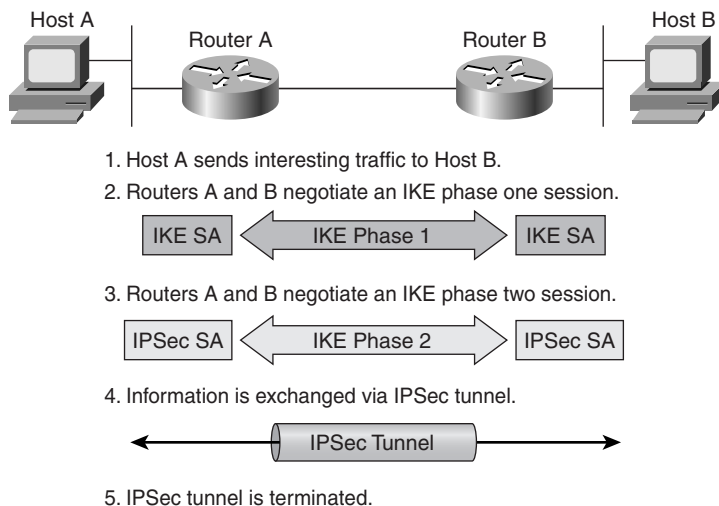 Host A
Host B
Router A
Router B
1. Host A sends interesting traffic to Host B.
2. Routers A and B negotiate an IKE phase one session.
IKE SA
IKE Phase 1
IKE SA
3. Routers A and B negotiate an IKE phase two session.
IPSec SA
IKE Phase 2
IPSec SA
4. Information is exchanged via IPSec tunnel.
IPSec Tunnel
5. IPSec tunnel is terminated.